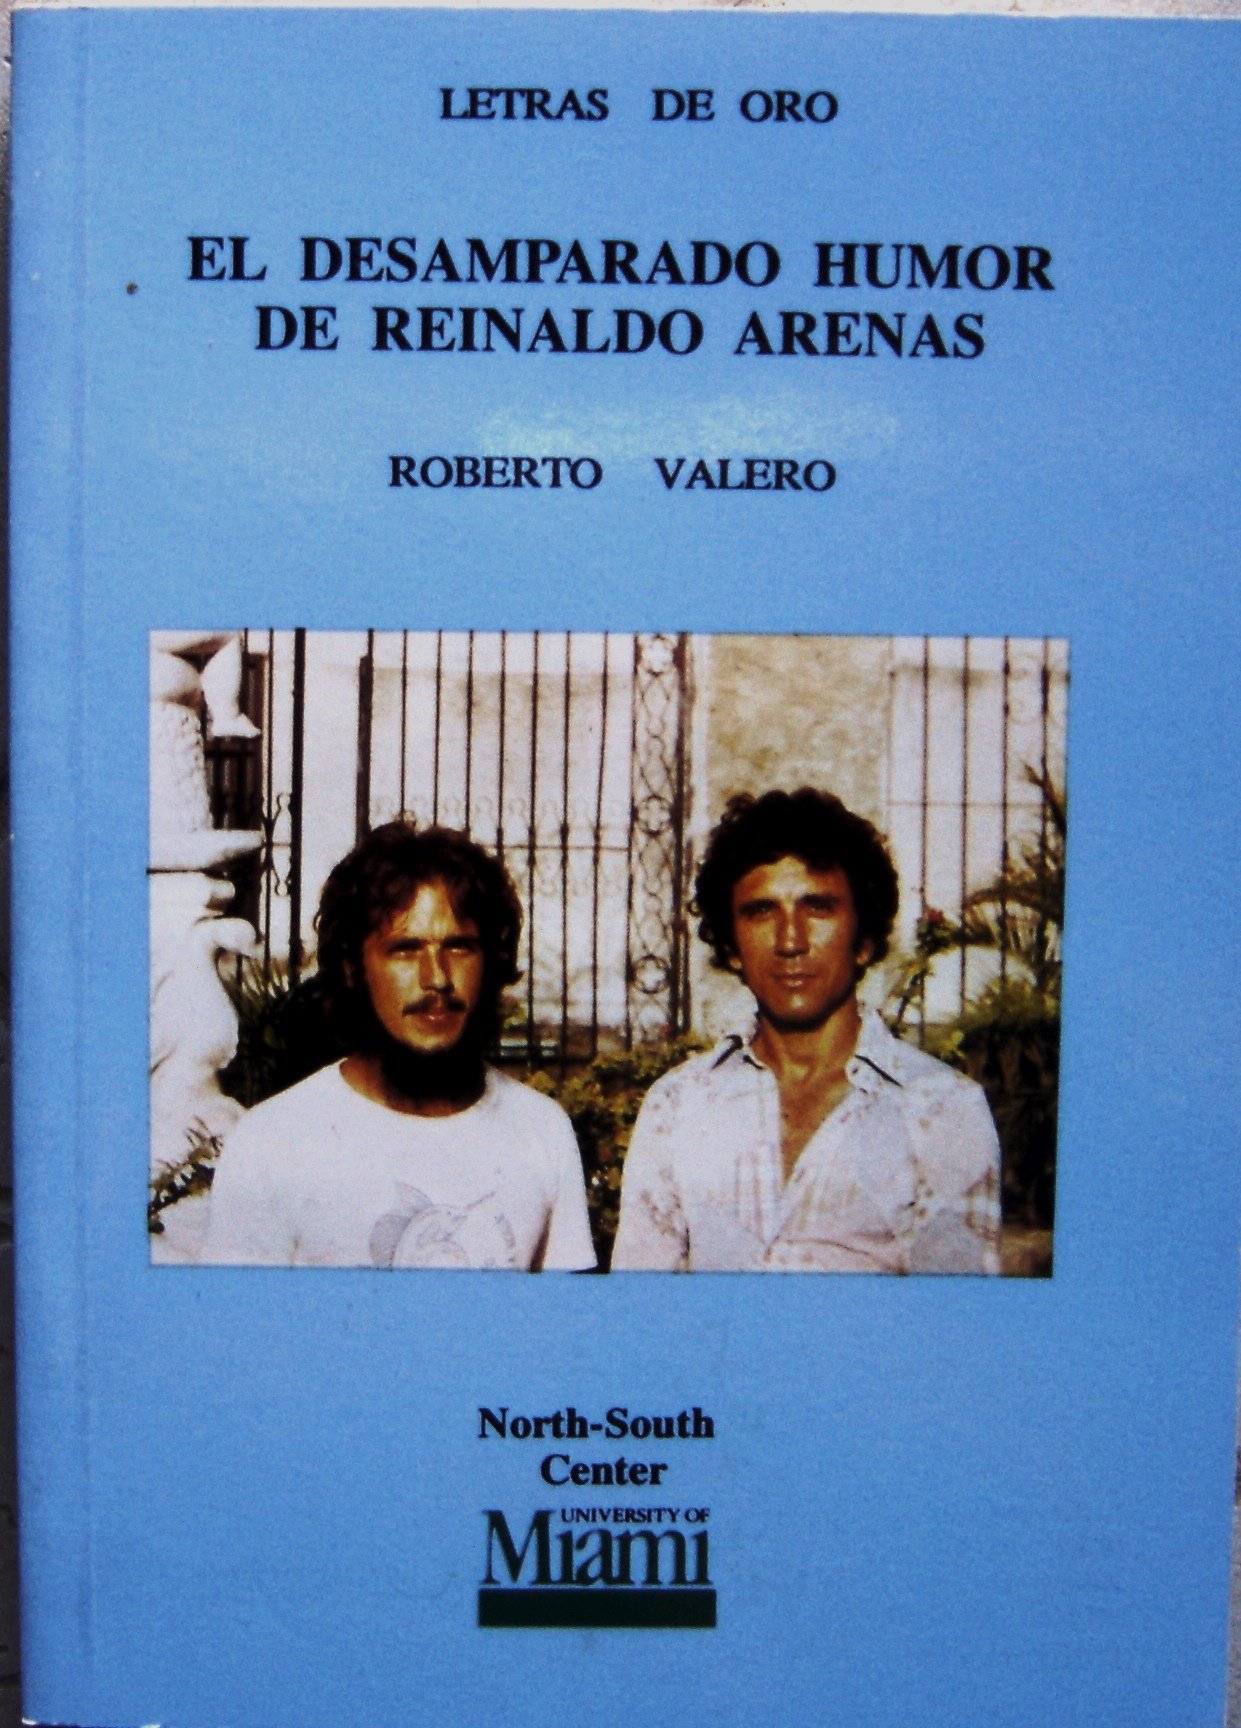 LETRAS DE ORO
EL DESAMPARADO HUMOR
DE REINALDO ARENAS
ROBERTO VALERO
North-South
Center
UNIVERSITY OF
Miami